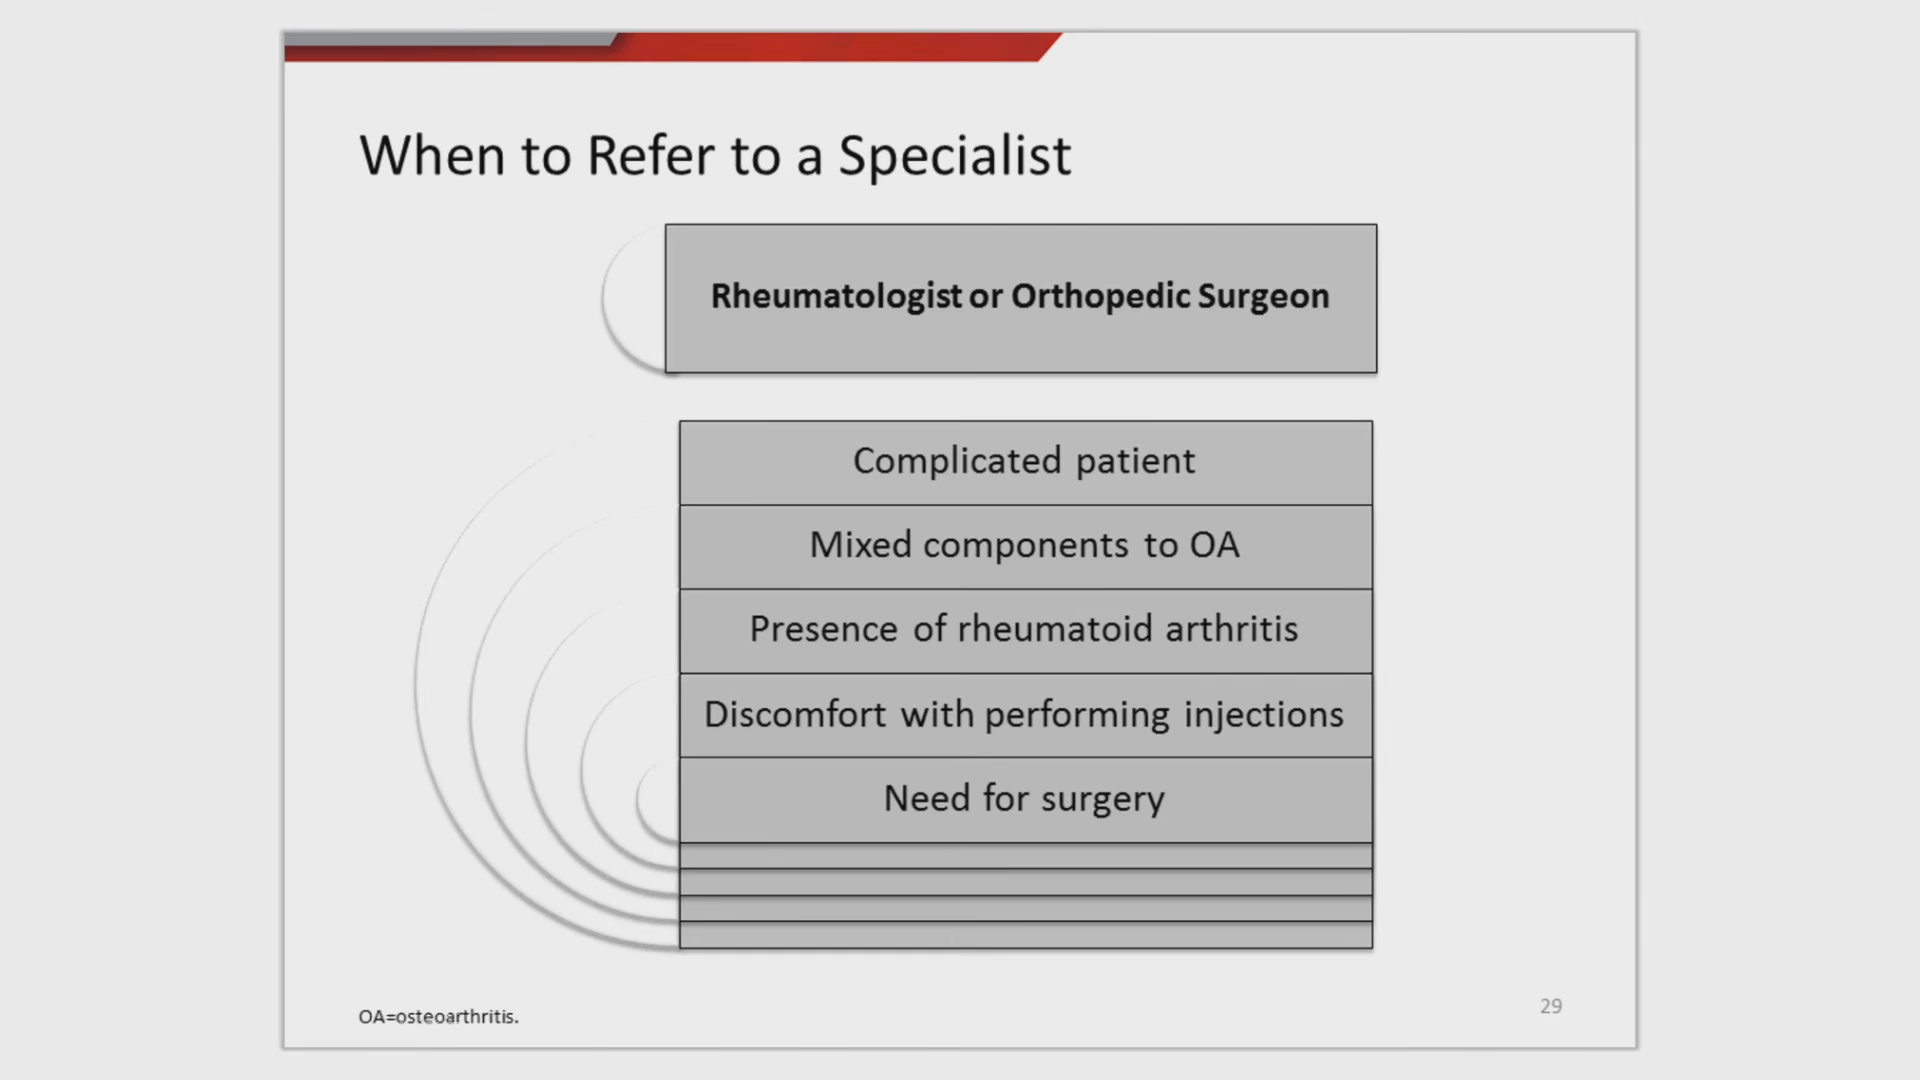 When to Refer to a Specialist
Rheumatologist or Orthopedic Surgeon
Complicated patient
Mixed components to OA
Presence of rheumatoid arthritis
Discomfort with performing injections
Need for surgery
OA=osteoarthritis.
29